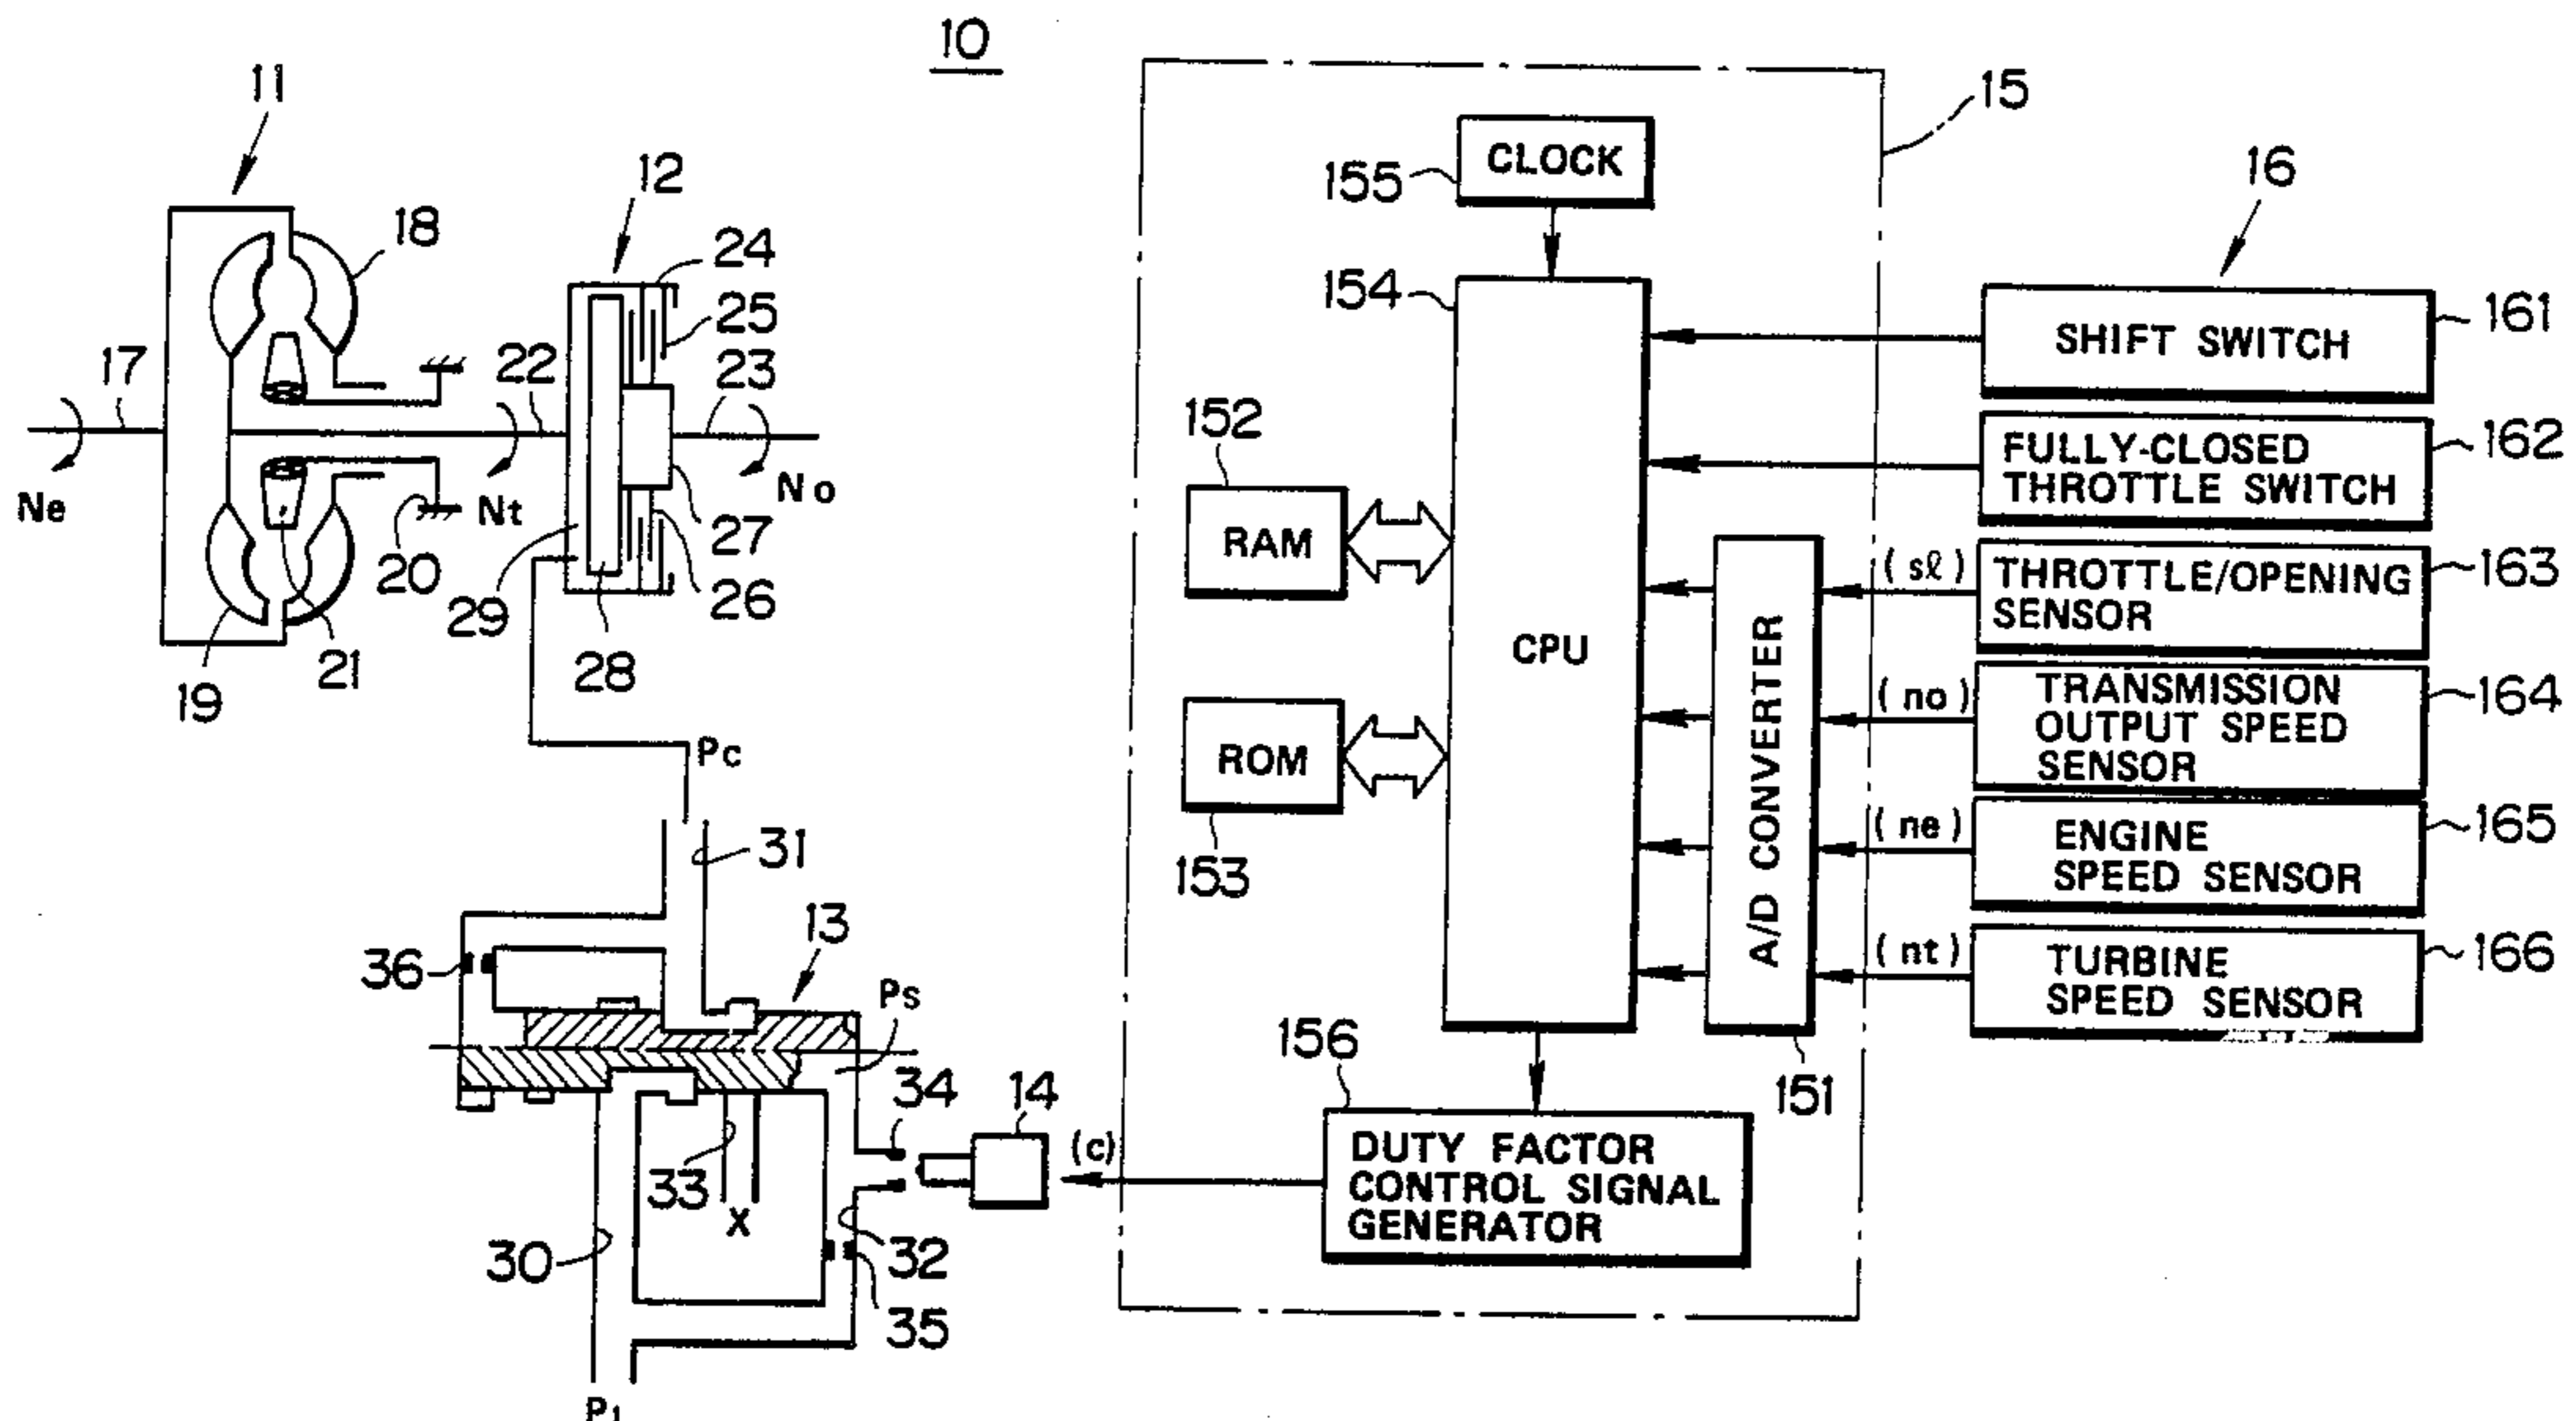 10
11
12
15
16
17
18
19
20
21
22
23
24
25
26
27
28
29
Ne
Nt
No
Pc
31
13
36
Ps
34
14
33
X
30
32
35
(c)
155
CLOCK
154
CPU
152
RAM
ROM
153
A/D CONVERTER
151
156
DUTY FACTOR
CONTROL SIGNAL
GENERATOR
SHIFT SWITCH
161
FULLY-CLOSED
THROTTLE SWITCH
162
(sℓ)
THROTTLE/OPENING
SENSOR
163
(no)
TRANSMISSION
OUTPUT SPEED
SENSOR
164
(ne)
ENGINE
SPEED SENSOR
165
(nt)
TURBINE
SPEED SENSOR
166